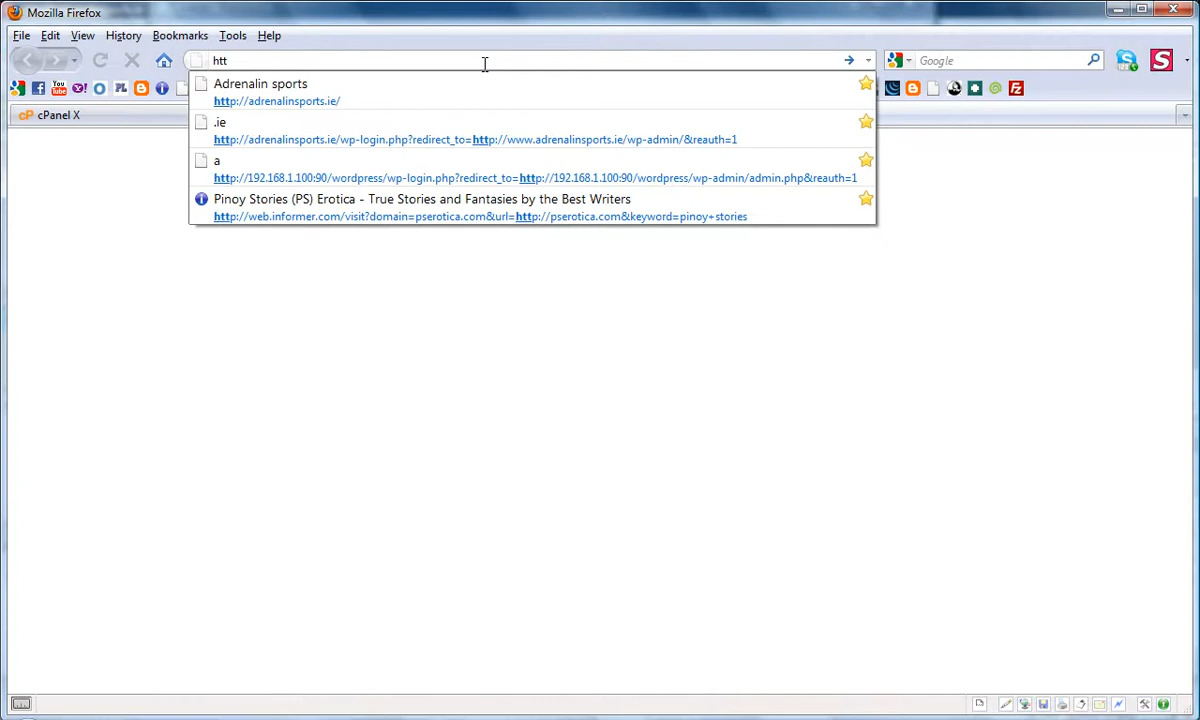 Mozilla Firefox
File Edit View History Bookmarks Tools Help
htt
Google
Adrenalin sports
http://adrenalinsports.ie/
.ie
http://adrenalinsports.ie/wp-login.php?redirect_to=http://www.adrenalinsports.ie/wp-admin/&reauth=1
a
http://192.168.1.100:90/wordpress/wp-login.php?redirect_to=http://192.168.1.100:90/wordpress/wp-admin/admin.php&reauth=1
Pinoy Stories (PS) Erotica - True Stories and Fantasies by the Best Writers
http://web.informer.com/visit?domain=pserotica.com&url=http://pserotica.com&keyword=pinoy+stories
cPanel X